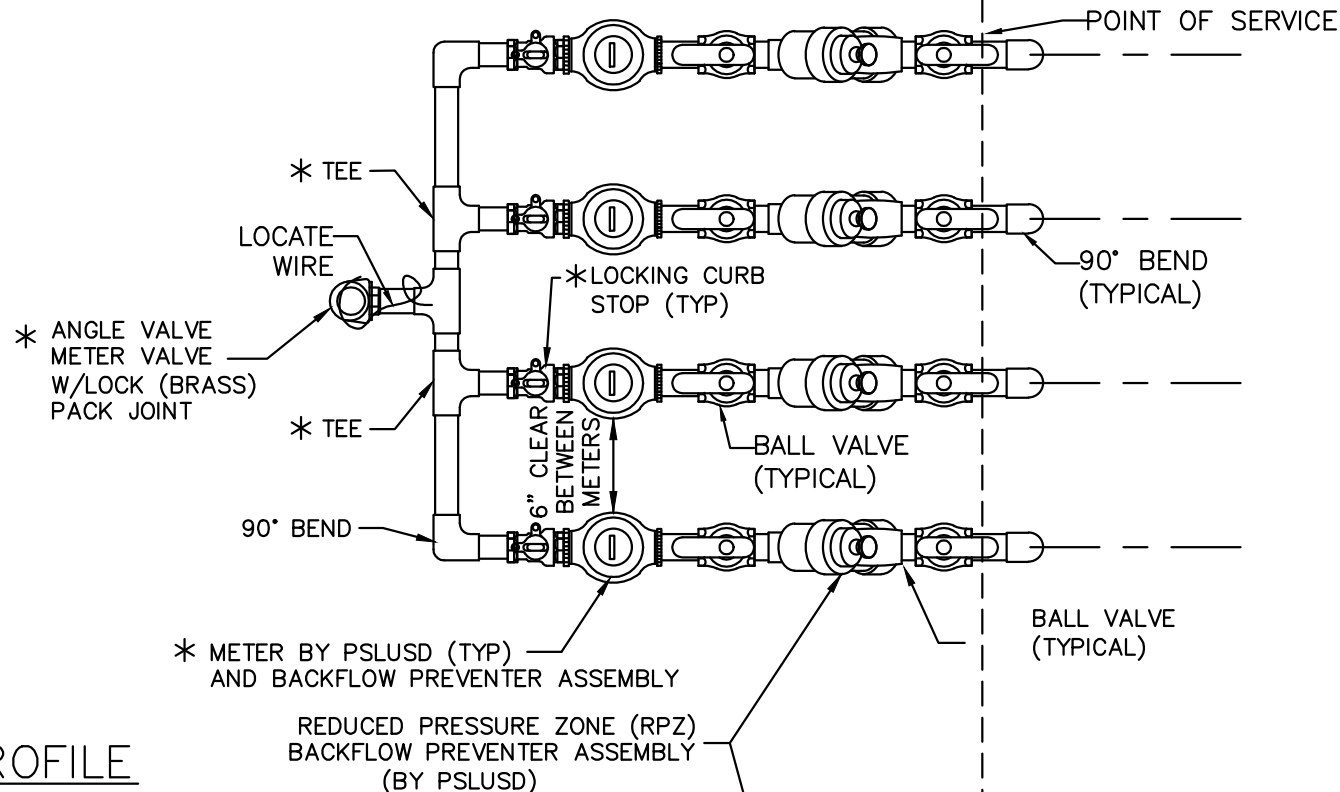 POINT OF SERVICE
* TEE
LOCATE
WIRE
*LOCKING CURB
STOP (TYP)
90° BEND
(TYPICAL)
* ANGLE VALVE
METER VALVE
W/LOCK (BRASS)
PACK JOINT
* TEE
6" CLEAR
BETWEEN
METERS
BALL VALVE
(TYPICAL)
90° BEND
BALL VALVE
(TYPICAL)
* METER BY PSLUSD (TYP)
AND BACKFLOW PREVENTER ASSEMBLY
REDUCED PRESSURE ZONE (RPZ)
BACKFLOW PREVENTER ASSEMBLY
(BY PSLUSD)
ROFILE